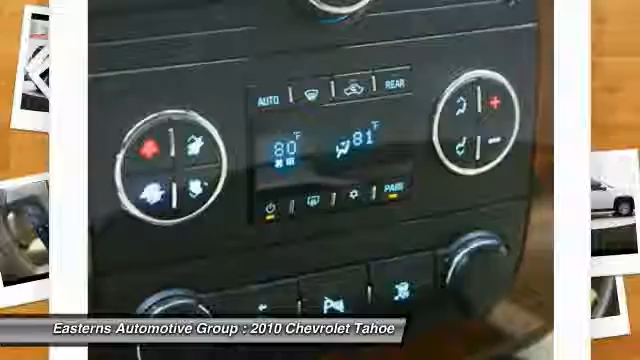 AUTO REAR
80°F 81°F
PASS
Easterns Automotive Group : 2010 Chevrolet Tahoe